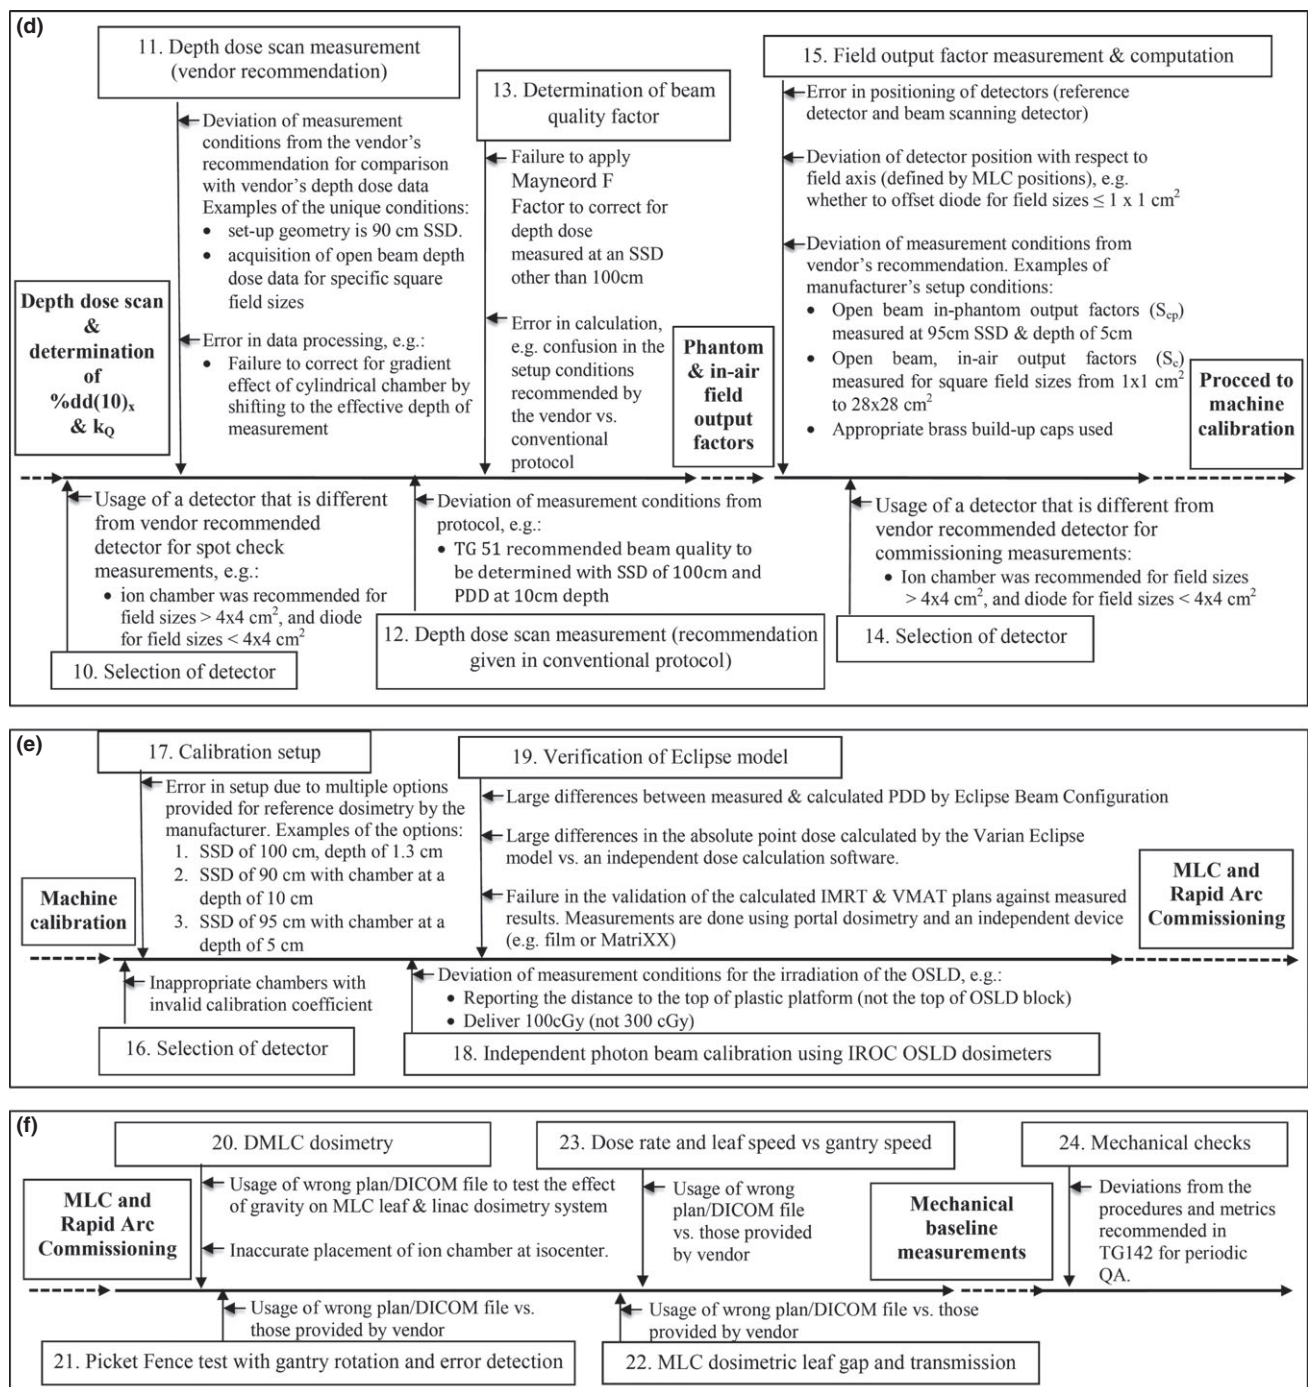 (d)
11. Depth dose scan measurement
(vendor recommendation)
Deviation of measurement
conditions from the vendor's
recommendation for comparison
with vendor's depth dose data
Examples of the unique conditions:
• set-up geometry is 90 cm SSD.
• acquisition of open beam depth
dose data for specific square
field sizes
Error in data processing, e.g.:
• Failure to correct for gradient
effect of cylindrical chamber by
shifting to the effective depth of
measurement
13. Determination of beam
quality factor
Failure to apply
Mayneord F
Factor to correct for
depth dose
measured at an SSD
other than 100cm
Error in calculation,
e.g. confusion in the
setup conditions
recommended by
the vendor vs.
conventional
protocol
15. Field output factor measurement & computation
Error in positioning of detectors (reference
detector and beam scanning detector)
Deviation of detector position with respect to
field axis (defined by MLC positions), e.g.
whether to offset diode for field sizes ≤ 1 x 1 cm²
Deviation of measurement conditions from
vendor's recommendation. Examples of
manufacturer's setup conditions:
• Open beam in-phantom output factors (Scp)
measured at 95cm SSD & depth of 5cm
• Open beam, in-air output factors (Sc)
measured for square field sizes from 1x1 cm²
to 28x28 cm²
• Appropriate brass build-up caps used
Depth dose scan
&
determination
of
%dd(10)x
& kQ
Phantom
& in-air
field
output
factors
Procced to
machine
calibration
Usage of a detector that is different
from vendor recommended
detector for spot check
measurements, e.g.:
• ion chamber was recommended for
field sizes > 4x4 cm², and diode
for field sizes < 4x4 cm²
10. Selection of detector
Deviation of measurement conditions from
protocol, e.g.:
• TG 51 recommended beam quality to
be determined with SSD of 100cm and
PDD at 10cm depth
12. Depth dose scan measurement (recommendation
given in conventional protocol)
Usage of a detector that is different from
vendor recommended detector for
commissioning measurements:
• Ion chamber was recommended for field sizes
> 4x4 cm², and diode for field sizes < 4x4 cm²
14. Selection of detector
(e)
17. Calibration setup
Error in setup due to multiple options
provided for reference dosimetry by the
manufacturer. Examples of the options:
1. SSD of 100 cm, depth of 1.3 cm
2. SSD of 90 cm with chamber at a
depth of 10 cm
3. SSD of 95 cm with chamber at a
depth of 5 cm
19. Verification of Eclipse model
Large differences between measured & calculated PDD by Eclipse Beam Configuration
Large differences in the absolute point dose calculated by the Varian Eclipse
model vs. an independent dose calculation software.
Failure in the validation of the calculated IMRT & VMAT plans against measured
results. Measurements are done using portal dosimetry and an independent device
(e.g. film or MatriXX)
Machine
calibration
MLC and
Rapid Arc
Commissioning
Inappropriate chambers with
invalid calibration coefficient
16. Selection of detector
Deviation of measurement conditions for the irradiation of the OSLD, e.g.:
• Reporting the distance to the top of plastic platform (not the top of OSLD block)
• Deliver 100cGy (not 300 cGy)
18. Independent photon beam calibration using IROC OSLD dosimeters
(f)
20. DMLC dosimetry
Usage of wrong plan/DICOM file to test the effect
of gravity on MLC leaf & linac dosimetry system
Inaccurate placement of ion chamber at isocenter.
23. Dose rate and leaf speed vs gantry speed
Usage of wrong
plan/DICOM file
vs. those provided
by vendor
24. Mechanical checks
Deviations from the
procedures and metrics
recommended in
TG142 for periodic
QA.
MLC and
Rapid Arc
Commissioning
Mechanical
baseline
measurements
Usage of wrong plan/DICOM file vs.
those provided by vendor
21. Picket Fence test with gantry rotation and error detection
Usage of wrong plan/DICOM file vs. those
provided by vendor
22. MLC dosimetric leaf gap and transmission